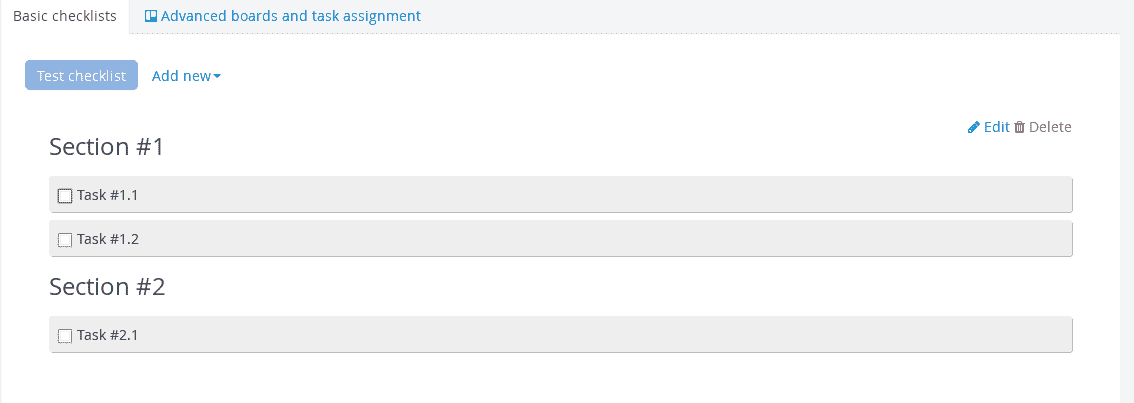 Basic checklists Advanced boards and task assignment
Test checklist Add new
Edit Delete
Section #1
Task #1.1
Task #1.2
Section #2
Task #2.1